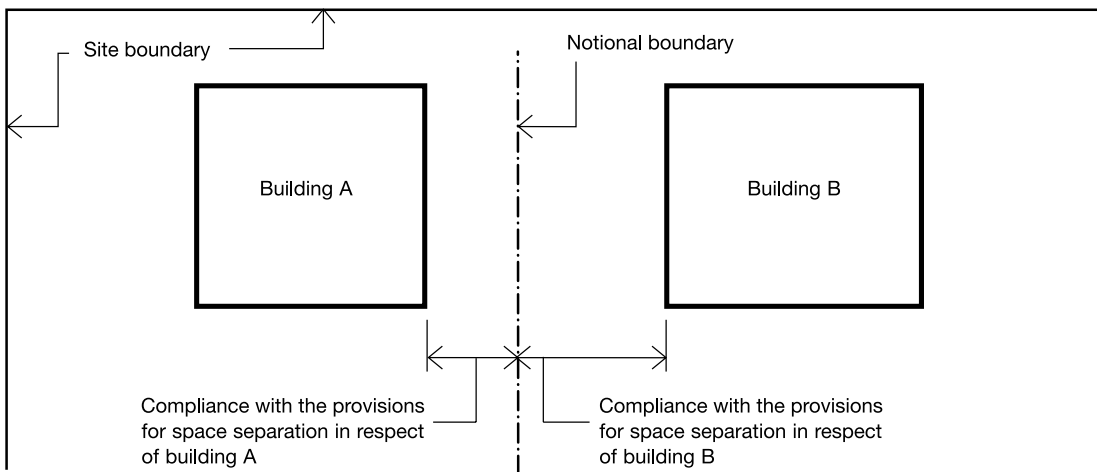 Site boundary
Notional boundary
Building A
Building B
Compliance with the provisions
for space separation in respect
of building A
Compliance with the provisions
for space separation in respect
of building B